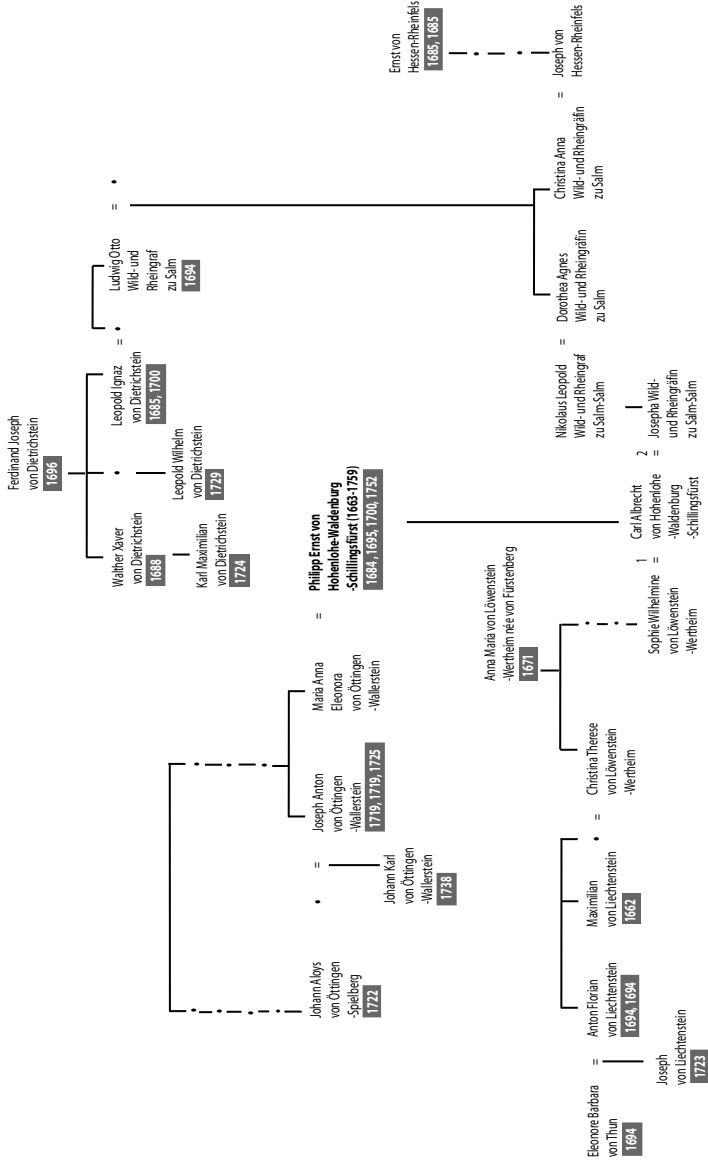 Ferdinand Joseph
von Dietrichstein
1696
Walther Xaver
von Dietrichstein
1688
Karl Maximilian
von Dietrichstein
1724
Leopold Wilhelm
von Dietrichstein
1729
Leopold Ignaz
von Dietrichstein
1685, 1700
=
Ludwig Otto
Wild- und
Rheingraf
zu Salm
1694
=
Johann Aloys
von Öttingen
-Spielberg
1722
=
Johann Karl
von Öttingen
-Wallerstein
1738
Joseph Anton
von Öttingen
-Wallerstein
1719, 1719, 1725
Maria Anna
Eleonora
von Öttingen
-Wallerstein
=
Philipp Ernst von
Hohenlohe-Waldenburg
-Schillingsfürst (1663-1759)
1684, 1695, 1700, 1752
Ernst von
Hessen-Rheinfels
1685, 1685
Eleonore Barbara
von Thun
1694
=
Joseph
von Liechtenstein
1723
Anton Florian
von Liechtenstein
1694, 1694
Maximilian
von Liechtenstein
1662
=
Christina Therese
von Löwenstein
-Wertheim
Anna Maria von Löwenstein
-Wertheim née von Fürstenberg
1671
Sophie Wilhelmine
von Löwenstein
-Wertheim
1
=
Carl Albrecht
von Hohenlohe
-Waldenburg
-Schillingsfürst
2
=
Josepha Wild-
und Rheingräfin
zu Salm-Salm
Nikolaus Leopold
Wild- und Rheingraf
zu Salm-Salm
=
Dorothea Agnes
Wild- und Rheingräfin
zu Salm
Christina Anna
Wild- und Rheingräfin
zu Salm
=
Joseph von
Hessen-Rheinfels